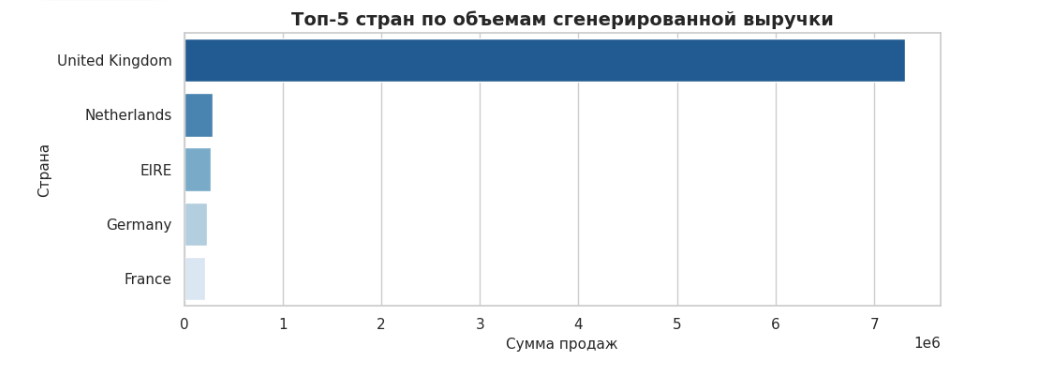 Топ-5 стран по объемам сгенерированной выручки
United Kingdom
Netherlands
EIRE
Germany
France
Страна
0 1 2 3 4 5 6 7
1e6
Сумма продаж